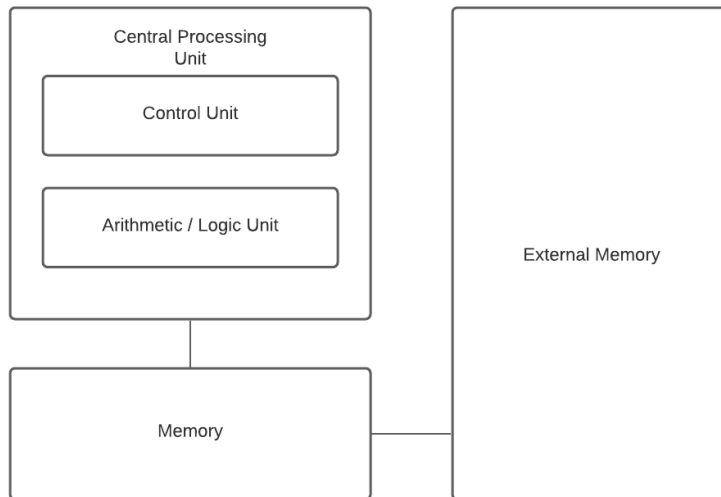 Central Processing
Unit
Control Unit
Arithmetic / Logic Unit
External Memory
Memory